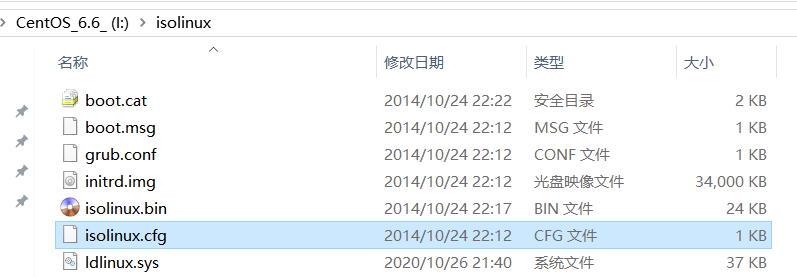 CentOS_6.6_ (I:) > isolinux
名称 修改日期 类型 大小
boot.cat 2014/10/24 22:22 安全目录 2 KB
boot.msg 2014/10/24 22:12 MSG 文件 1 KB
grub.conf 2014/10/24 22:12 CONF 文件 1 KB
initrd.img 2014/10/24 22:12 光盘映像文件 34,000 KB
isolinux.bin 2014/10/24 22:17 BIN 文件 24 KB
isolinux.cfg 2014/10/24 22:12 CFG 文件 1 KB
ldlinux.sys 2020/10/26 21:40 系统文件 37 KB